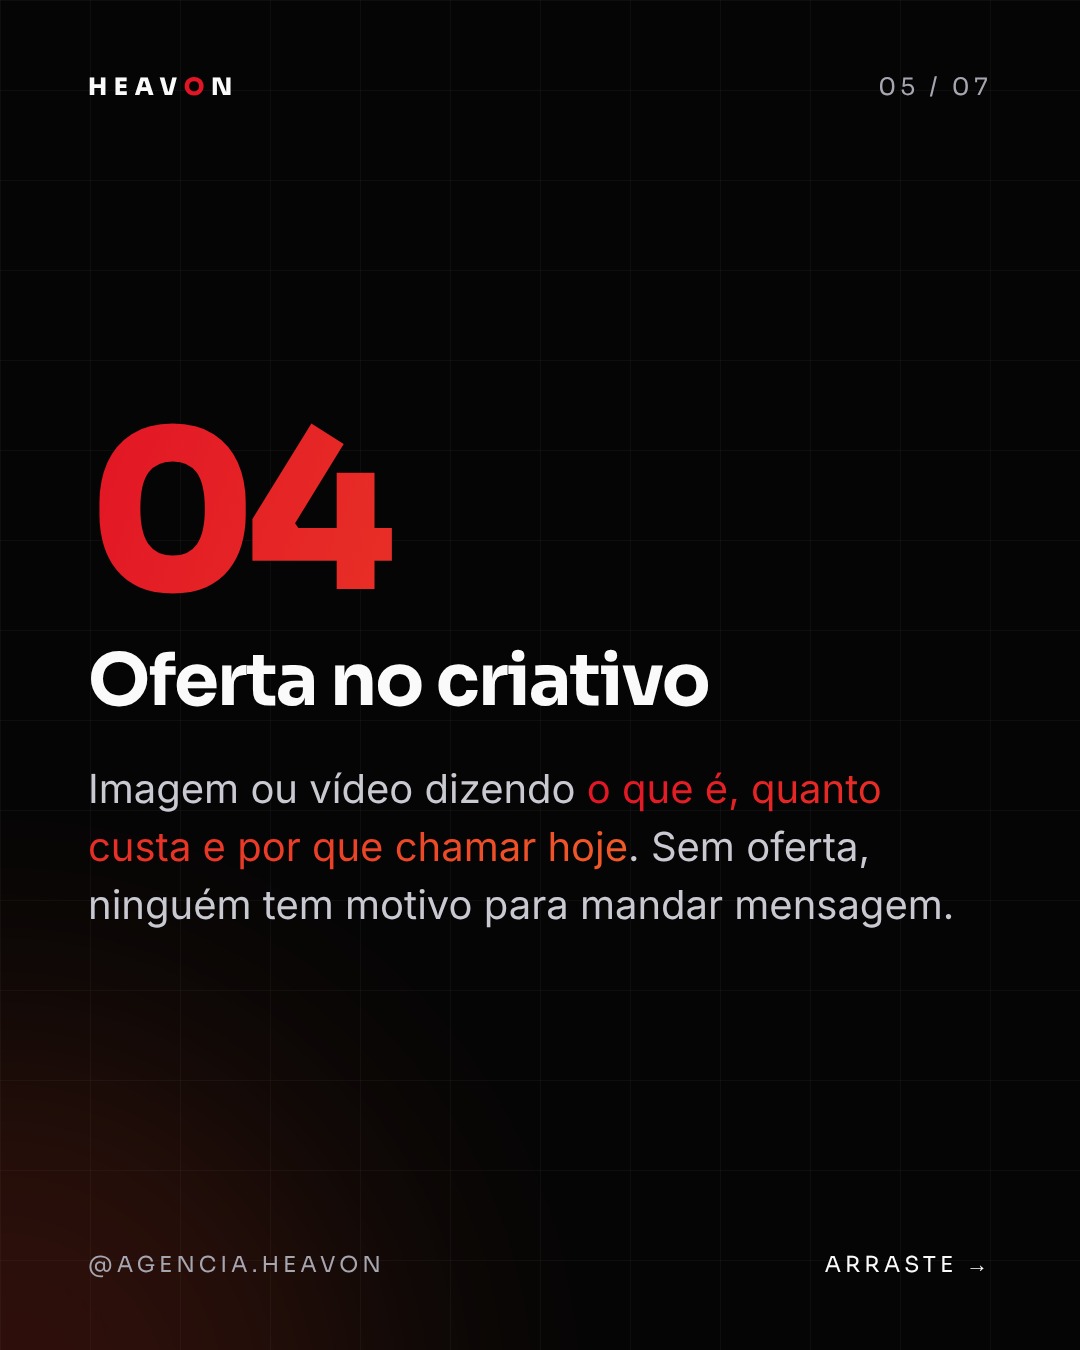 HEAVON
05 / 07
04
Oferta no criativo
Imagem ou vídeo dizendo o que é, quanto
custa e por que chamar hoje. Sem oferta,
ninguém tem motivo para mandar mensagem.
@AGENCIA.HEAVON
ARRASTE →